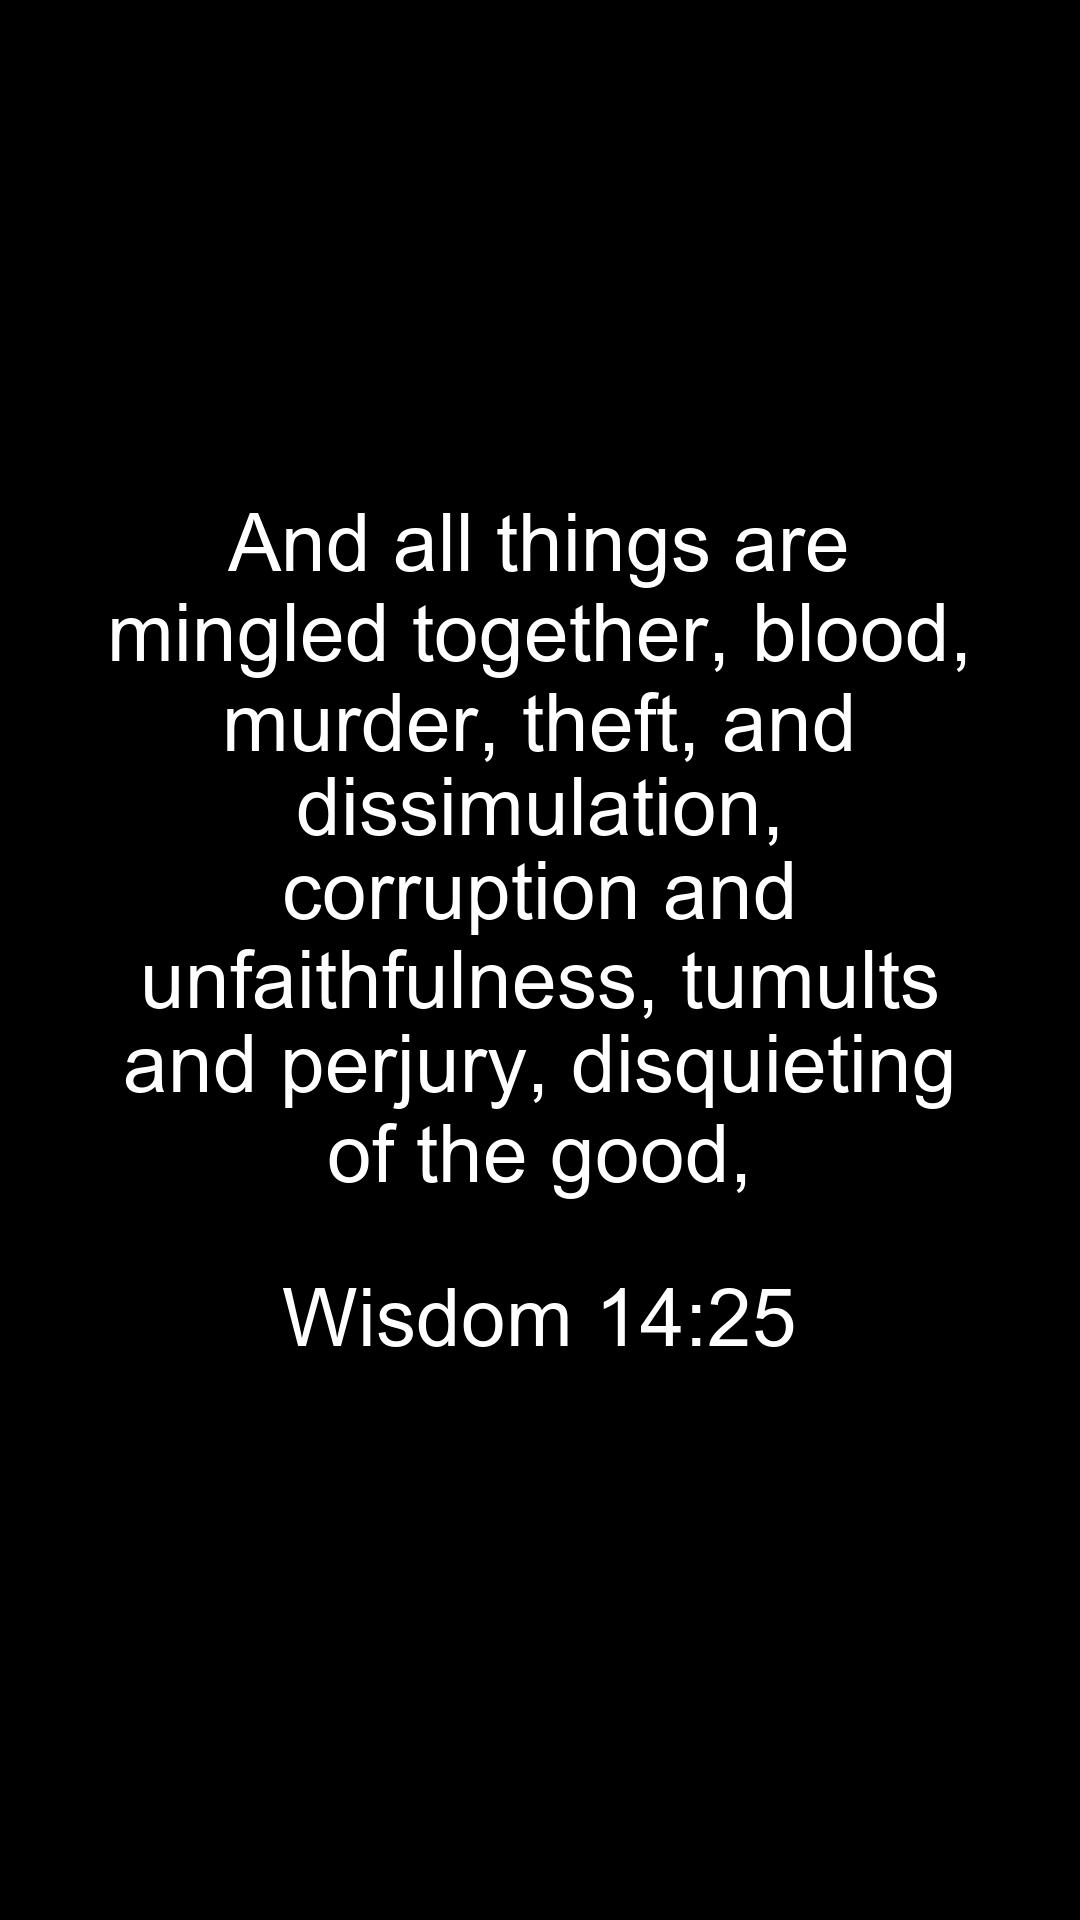 And all things are
mingled together, blood,
murder, theft, and
dissimulation,
corruption and
unfaithfulness, tumults
and perjury, disquieting
of the good,
Wisdom 14:25